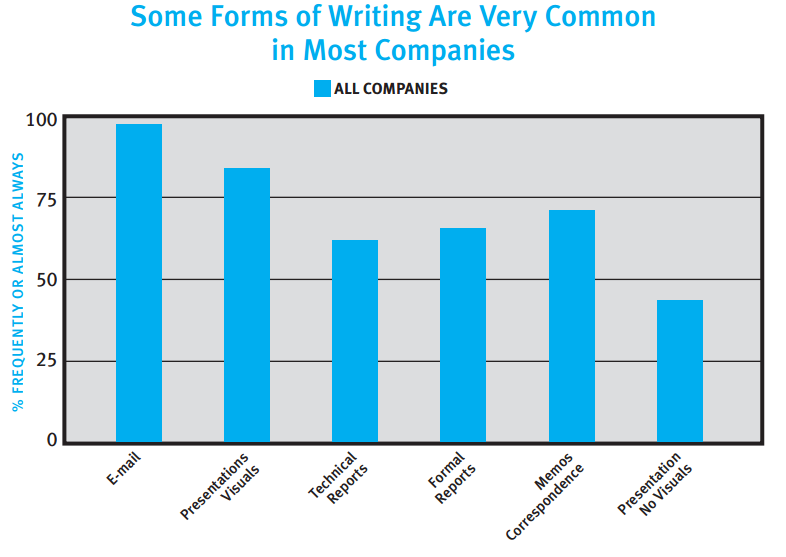 Some Forms of Writing Are Very Common
in Most Companies
ALL COMPANIES
% FREQUENTLY OR ALMOST ALWAYS
100
75
50
25
0
E-mail
Presentations
Visuals
Technical
Reports
Formal
Reports
Memos
Correspondence
Presentation
No Visuals